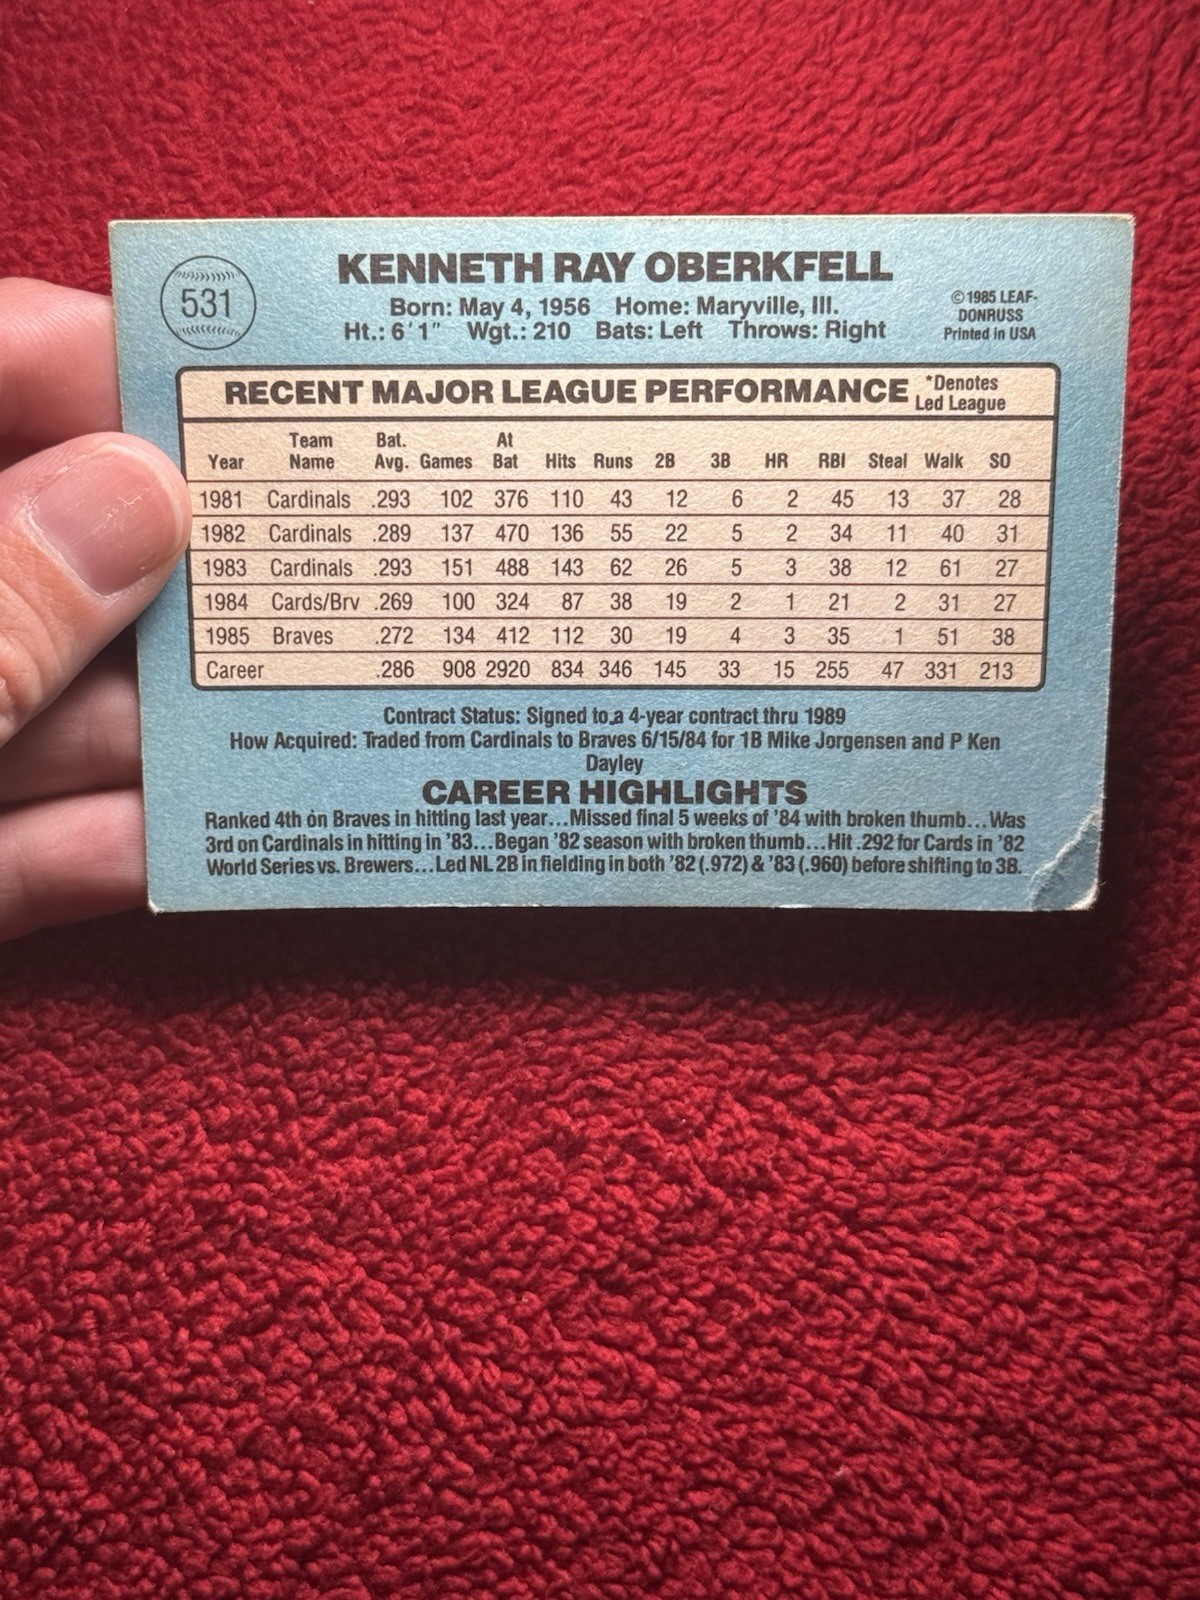 531
KENNETH RAY OBERKFELL
Born: May 4, 1956 Home: Maryville, Ill.
Ht.: 6'1" Wgt.: 210 Bats: Left Throws: Right
©1985 LEAF-
DONRUSS
Printed in USA
RECENT MAJOR LEAGUE PERFORMANCE
*Denotes
Led League
Year Team Name Bat. Avg. Games At Bat Hits Runs 2B 3B HR RBI Steal Walk SO
1981 Cardinals .293 102 376 110 43 12 6 2 45 13 37 28
1982 Cardinals .289 137 470 136 55 22 5 2 34 11 40 31
1983 Cardinals .293 151 488 143 62 26 5 3 38 12 61 27
1984 Cards/Brv .269 100 324 87 38 19 2 1 21 2 31 27
1985 Braves .272 134 412 112 30 19 4 3 35 1 51 38
Career .286 908 2920 834 346 145 33 15 255 47 331 213
Contract Status: Signed to a 4-year contract thru 1989
How Acquired: Traded from Cardinals to Braves 6/15/84 for 1B Mike Jorgensen and P Ken
Dayley
CAREER HIGHLIGHTS
Ranked 4th on Braves in hitting last year...Missed final 5 weeks of '84 with broken thumb...Was
3rd on Cardinals in hitting in '83...Began '82 season with broken thumb...Hit .292 for Cards in '82
World Series vs. Brewers...Led NL 2B in fielding in both '82 (.972) & '83 (.960) before shifting to 3B.